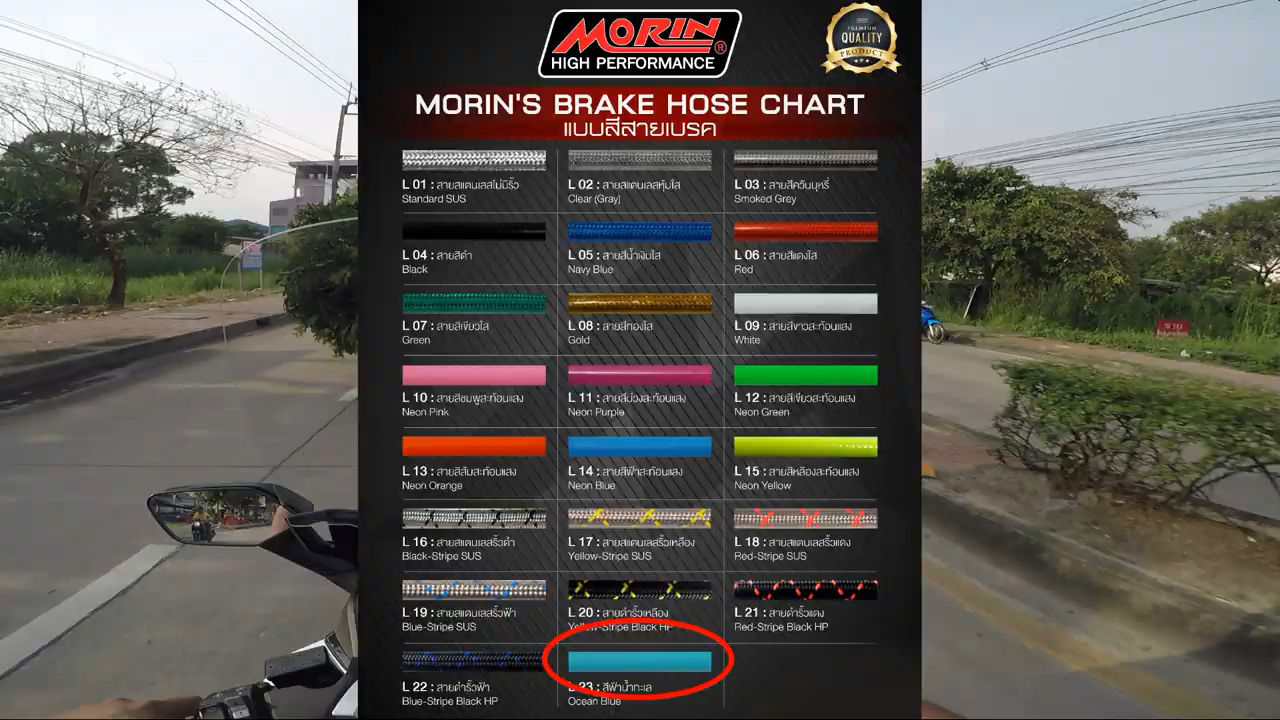 MORIN®
HIGH PERFORMANCE
PREMIUM
QUALITY
PRODUCT
MORIN'S BRAKE HOSE CHART
แบบสีสายเบรค
L 01 : สายสแตนเลสไม่มีริ้ว
Standard SUS
L 02 : สายสแตนเลสหุ้มใส
Clear (Gray)
L 03 : สายสีควันบุหรี่
Smoked Grey
L 04 : สายสีดำ
Black
L 05 : สายสีน้ำเงินใส
Navy Blue
L 06 : สายสีแดงใส
Red
L 07 : สายสีเขียวใส
Green
L 08 : สายสีทองใส
Gold
L 09 : สายสีขาวสะท้อนแสง
White
L 10 : สายสีชมพูสะท้อนแสง
Neon Pink
L 11 : สายสีม่วงสะท้อนแสง
Neon Purple
L 12 : สายสีเขียวสะท้อนแสง
Neon Green
L 13 : สายสีส้มสะท้อนแสง
Neon Orange
L 14 : สายสีฟ้าสะท้อนแสง
Neon Blue
L 15 : สายสีเหลืองสะท้อนแสง
Neon Yellow
L 16 : สายสแตนเลสริ้วดำ
Black-Stripe SUS
L 17 : สายสแตนเลสริ้วเหลือง
Yellow-Stripe SUS
L 18 : สายสแตนเลสริ้วแดง
Red-Stripe SUS
L 19 : สายสแตนเลสริ้วฟ้า
Blue-Stripe SUS
L 20 : สายดำริ้วเหลือง
Yellow-Stripe Black HP
L 21 : สายดำริ้วแดง
Red-Stripe Black HP
L 22 : สายดำริ้วฟ้า
Blue-Stripe Black HP
L 23 : สีฟ้าน้ำทะเล
Ocean Blue